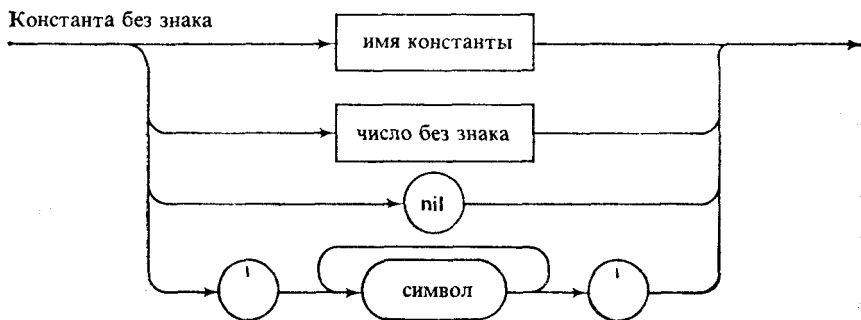 Константа без знака
имя константы
число без знака
nil
' символ '